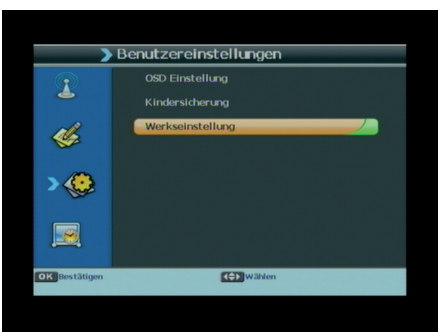 Benutzereinstellungen
OSD Einstellung
Kindersicherung
Werkseinstellung
OK Bestätigen
Wählen